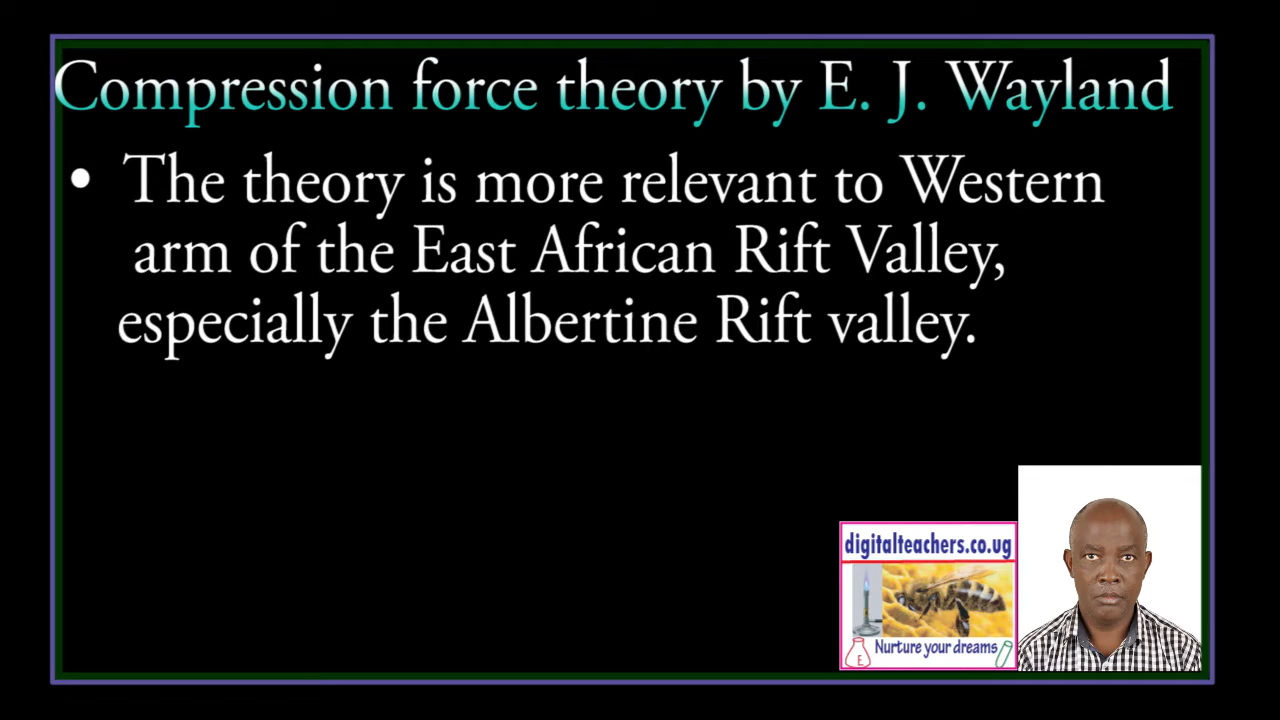 Compression force theory by E. J. Wayland
• The theory is more relevant to Western
arm of the East African Rift Valley,
especially the Albertine Rift valley.
digitalteachers.co.ug
Nurture your dreams
E